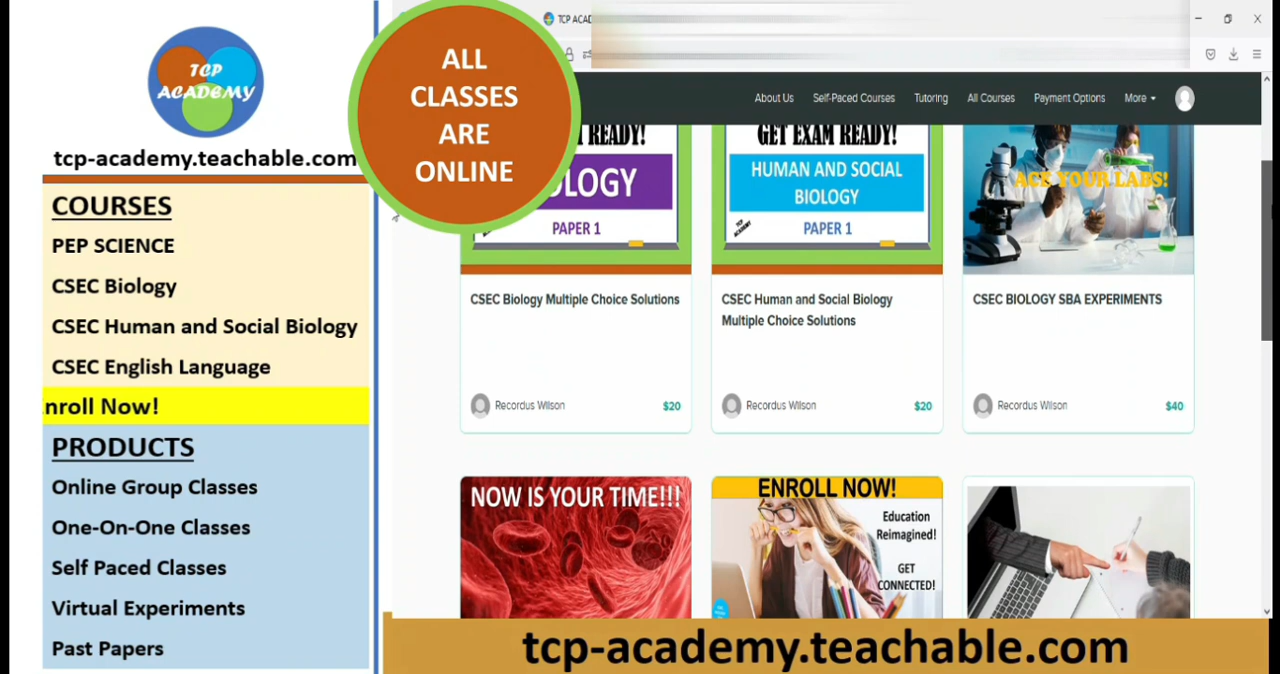 TCP
ACADEMY
tcp-academy.teachable.com
COURSES
PEP SCIENCE
CSEC Biology
CSEC Human and Social Biology
CSEC English Language
nroll Now!
PRODUCTS
Online Group Classes
One-On-One Classes
Self Paced Classes
Virtual Experiments
Past Papers
ALL
CLASSES
ARE
ONLINE
TCP ACAD
About Us
Self-Paced Courses
Tutoring
All Courses
Payment Options
More
T READY!
OLOGY
PAPER 1
GET EXAM READY!
HUMAN AND SOCIAL
BIOLOGY
PAPER 1
TCP
ACADEMY
ACE YOUR LABS!
CSEC Biology Multiple Choice Solutions
CSEC Human and Social Biology
Multiple Choice Solutions
CSEC BIOLOGY SBA EXPERIMENTS
Recordus Wilson
$20
Recordus Wilson
$20
Recordus Wilson
$40
NOW IS YOUR TIME!!!
ENROLL NOW!
Education
Reimagined!
GET
CONNECTED!
tcp-academy.teachable.com